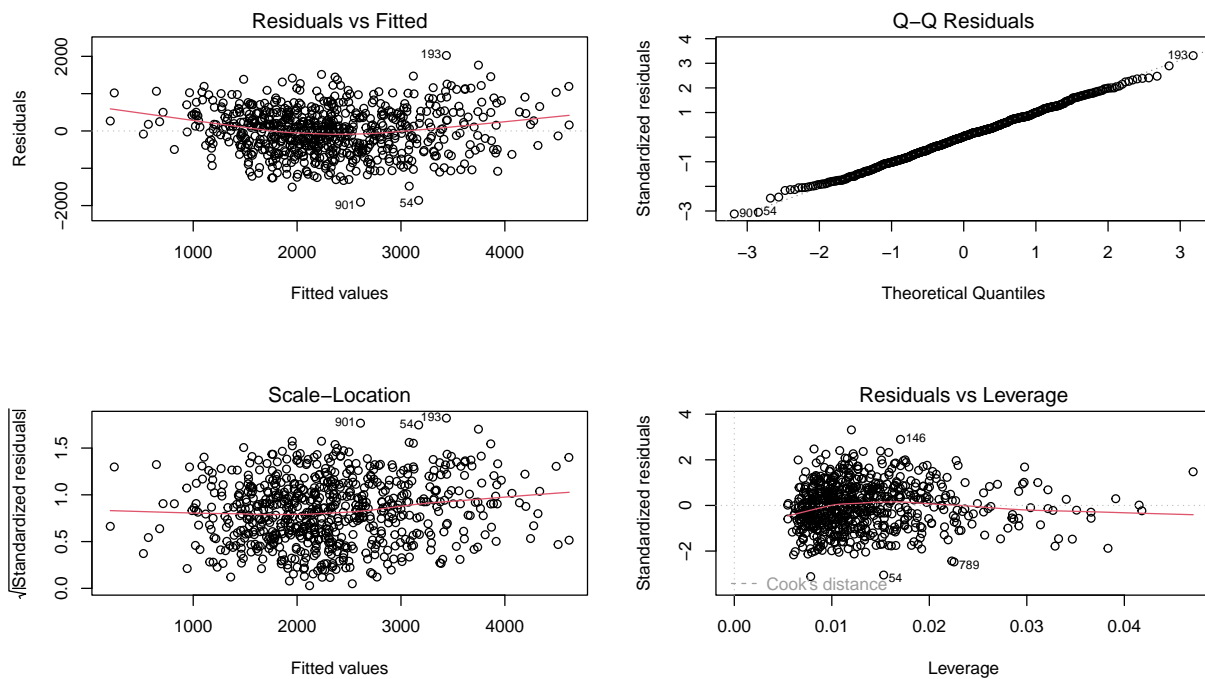 Residuals vs Fitted
Residuals
2000
0
−2000
193
901
54
1000 2000 3000 4000
Fitted values
Q−Q Residuals
Standardized residuals
4
3
2
1
−1
−3
193
901
54
−3 −2 −1 0 1 2 3
Theoretical Quantiles
Scale−Location
√|Standardized residuals|
1.5
1.0
0.5
0.0
901
54
193
1000 2000 3000 4000
Fitted values
Residuals vs Leverage
Standardized residuals
4
2
0
−2
146
54
789
Cook's distance
0.00 0.01 0.02 0.03 0.04
Leverage